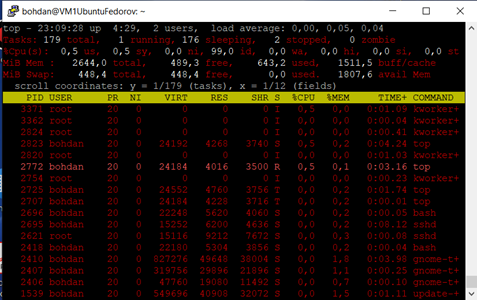 bohdan@VM1UbuntuFedorov: ~
top - 23:09:28 up 4:29, 2 users, load average: 0,00, 0,05, 0,04
Tasks: 179 total, 1 running, 176 sleeping, 2 stopped, 0 zombie
%Cpu(s): 0,5 us, 0,5 sy, 0,0 ni, 99,0 id, 0,0 wa, 0,0 hi, 0,0 si, 0,0 st
MiB Mem : 2644,0 total, 489,3 free, 643,2 used, 1511,5 buff/cache
MiB Swap: 448,4 total, 448,4 free, 0,0 used. 1807,6 avail Mem
scroll coordinates: y = 1/179 (tasks), x = 1/12 (fields)
PID USER PR NI VIRT RES SHR S %CPU %MEM TIME+ COMMAND
3371 root 20 0 0 0 0 I 0,5 0,0 0:01.09 kworker+
3362 root 20 0 0 0 0 I 0,0 0,0 0:00.04 kworker+
2824 root 20 0 0 0 0 I 0,0 0,0 0:00.41 kworker+
2823 bohdan 20 0 24192 4268 3740 S 0,5 0,2 0:04.24 top
2820 root 20 0 0 0 0 I 0,0 0,0 0:01.03 kworker+
2772 bohdan 20 0 24184 4016 3500 R 0,5 0,1 0:03.16 top
2754 root 20 0 0 0 0 I 0,0 0,0 0:00.23 kworker+
2725 bohdan 20 0 24552 4760 3756 T 0,0 0,2 0:01.74 top
2707 bohdan 20 0 24184 4228 3716 T 0,0 0,2 0:00.01 top
2696 bohdan 20 0 22248 5620 4060 S 0,0 0,2 0:00.05 bash
2695 bohdan 20 0 15252 6200 4636 S 0,0 0,2 0:08.12 sshd
2621 root 20 0 15116 9212 7672 S 0,0 0,3 0:00.06 sshd
2418 bohdan 20 0 22180 5304 3856 S 0,0 0,2 0:00.04 bash
2410 bohdan 20 0 827276 49648 38004 S 0,0 1,8 0:03.98 gnome-t+
2407 bohdan 20 0 319756 29896 21896 S 0,0 1,1 0:00.25 gnome-t+
2406 bohdan 20 0 47760 19080 11492 S 0,0 0,7 0:00.10 gnome-t+
1539 bohdan 20 0 549696 40908 32072 S 0,0 1,5 0:01.11 update-+